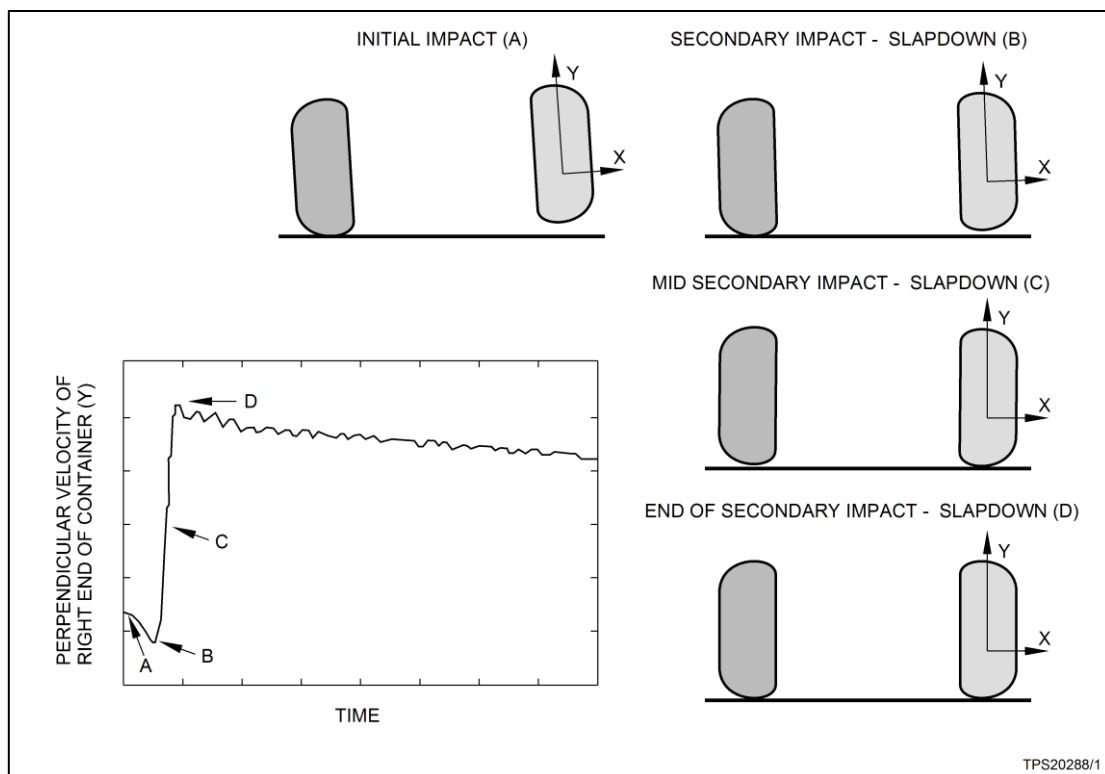 INITIAL IMPACT (A)
Y
X
SECONDARY IMPACT - SLAPDOWN (B)
Y
X
MID SECONDARY IMPACT - SLAPDOWN (C)
Y
X
END OF SECONDARY IMPACT - SLAPDOWN (D)
Y
X
PERPENDICULAR VELOCITY OF
RIGHT END OF CONTAINER (Y)
D
C
B
A
TIME
TPS20288/1